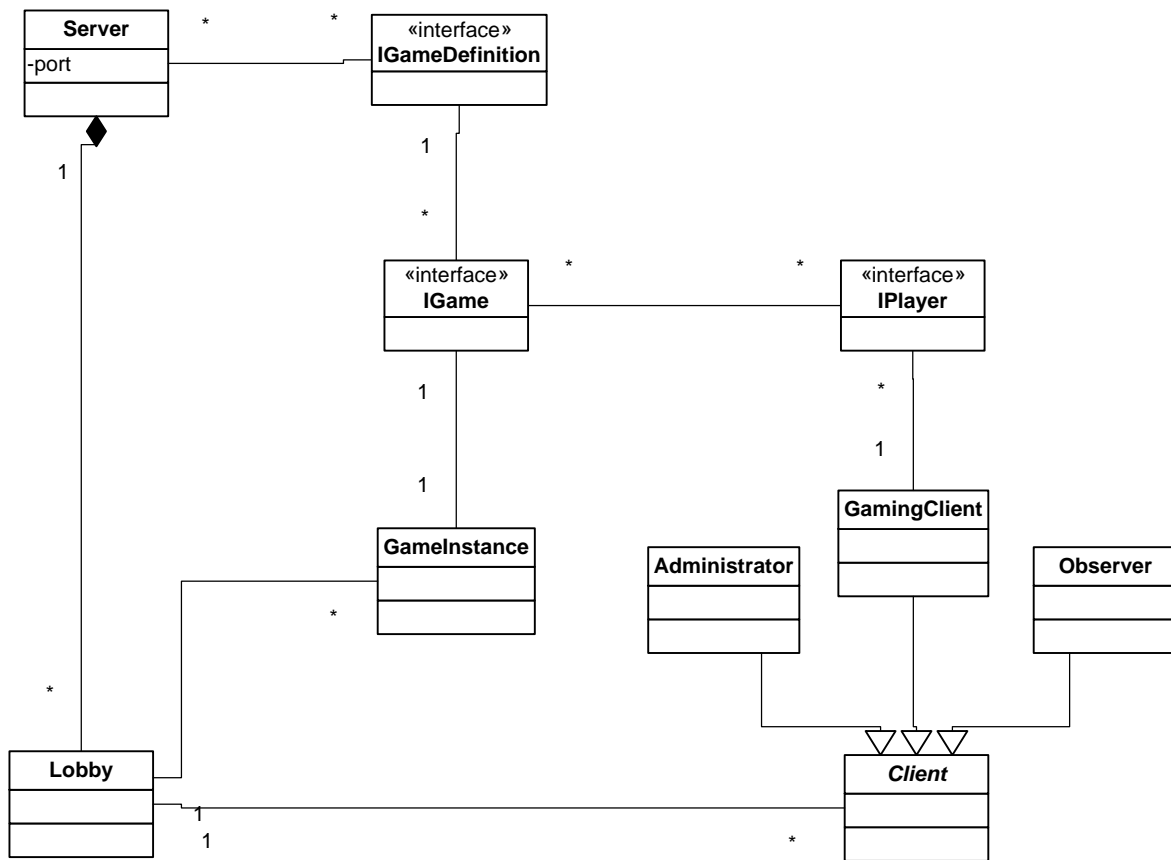 Server
-port
*
*
«interface»
IGameDefinition
1
1
*
«interface»
IGame
*
*
«interface»
IPlayer
1
*
1
1
GamingClient
GameInstance
Administrator
Observer
*
*
Lobby
Client
1
1
*